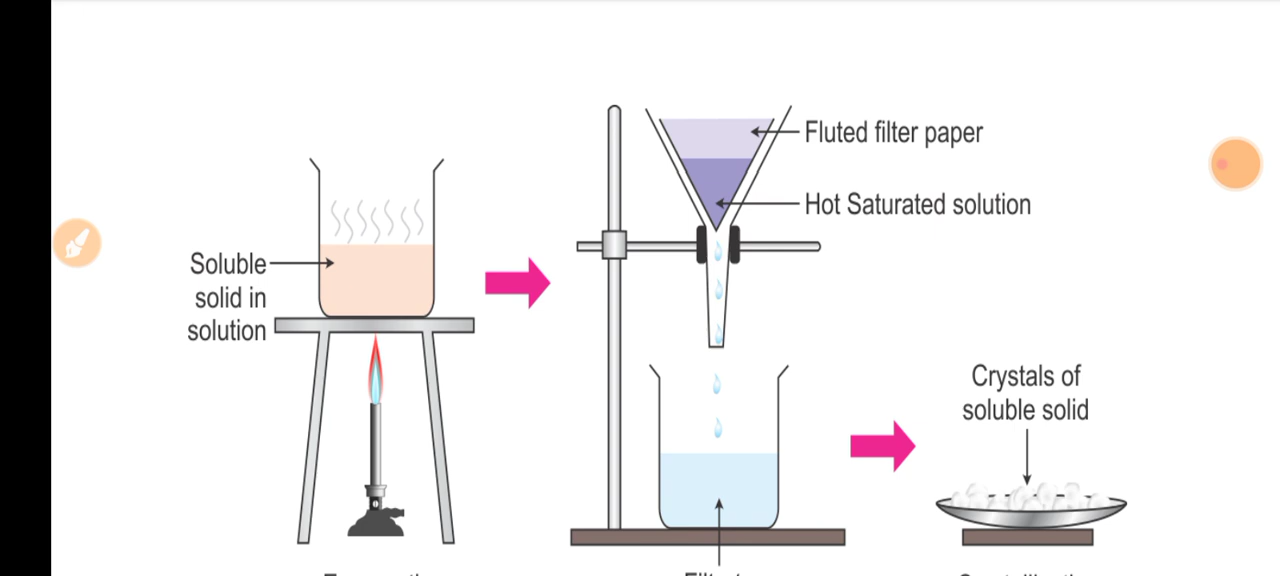 Fluted filter paper
Hot Saturated solution
Soluble
solid in
solution
Crystals of
soluble solid